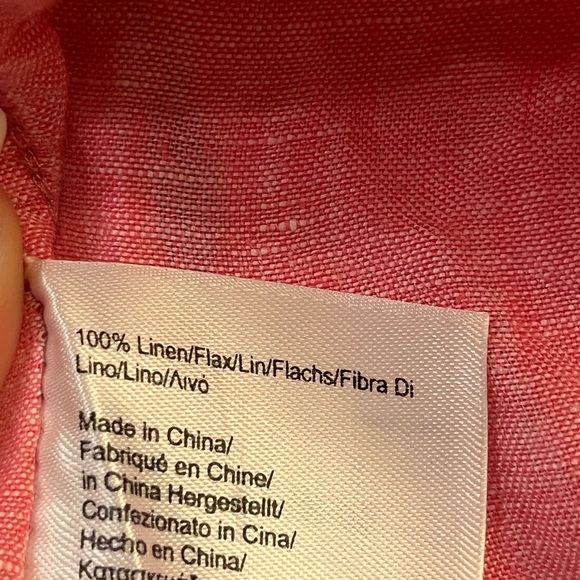 100% Linen/Flax/Lin/Flachs/Fibra Di
Lino/Lino/Λινό
Made in China/
Fabriqué en Chine/
in China Hergestellt/
Confezionato in Cina/
Hecho en China/